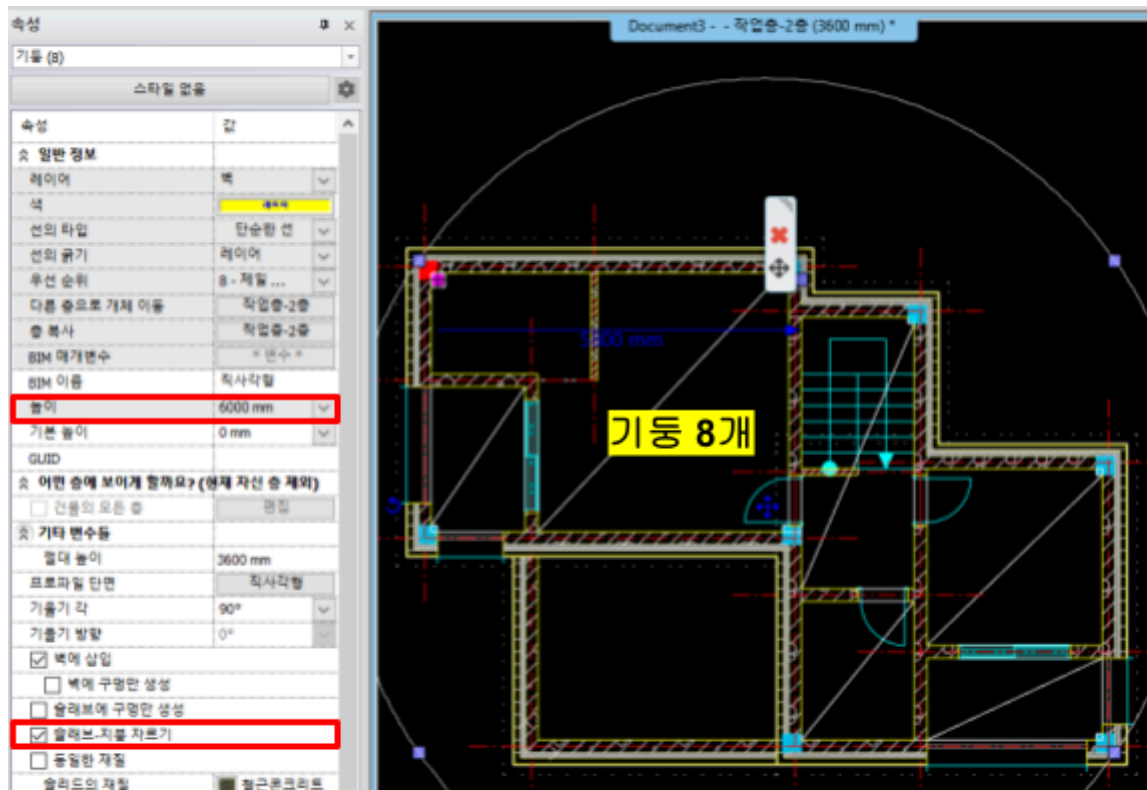 속성
Document3 - - 작업층-2층 (3600 mm) *
기둥 (8)
스타일 없음
속성 값
일반 정보
레이어 벽
색 레이어
선의 타입 단순한 선
선의 굵기 레이어
우선 순위 8 - 제일 ...
다른 층으로 개체 이동 작업층-2층
층 복사 작업층-2층
BIM 매개변수 * 변수 *
BIM 이름 직사각형
높이 6000 mm
기본 높이 0 mm
GUID
어떤 층에 보이게 할까요? (현재 자신 층 제외)
건물의 모든 층 편집
기타 변수들
절대 높이 3600 mm
프로파일 단면 직사각형
기울기 각 90°
기울기 방향 0°
벽에 삽입
벽에 구멍만 생성
슬래브에 구멍만 생성
슬래브-지붕 자르기
동일한 재질
솔리드의 재질 철근콘크리트
기둥 8개